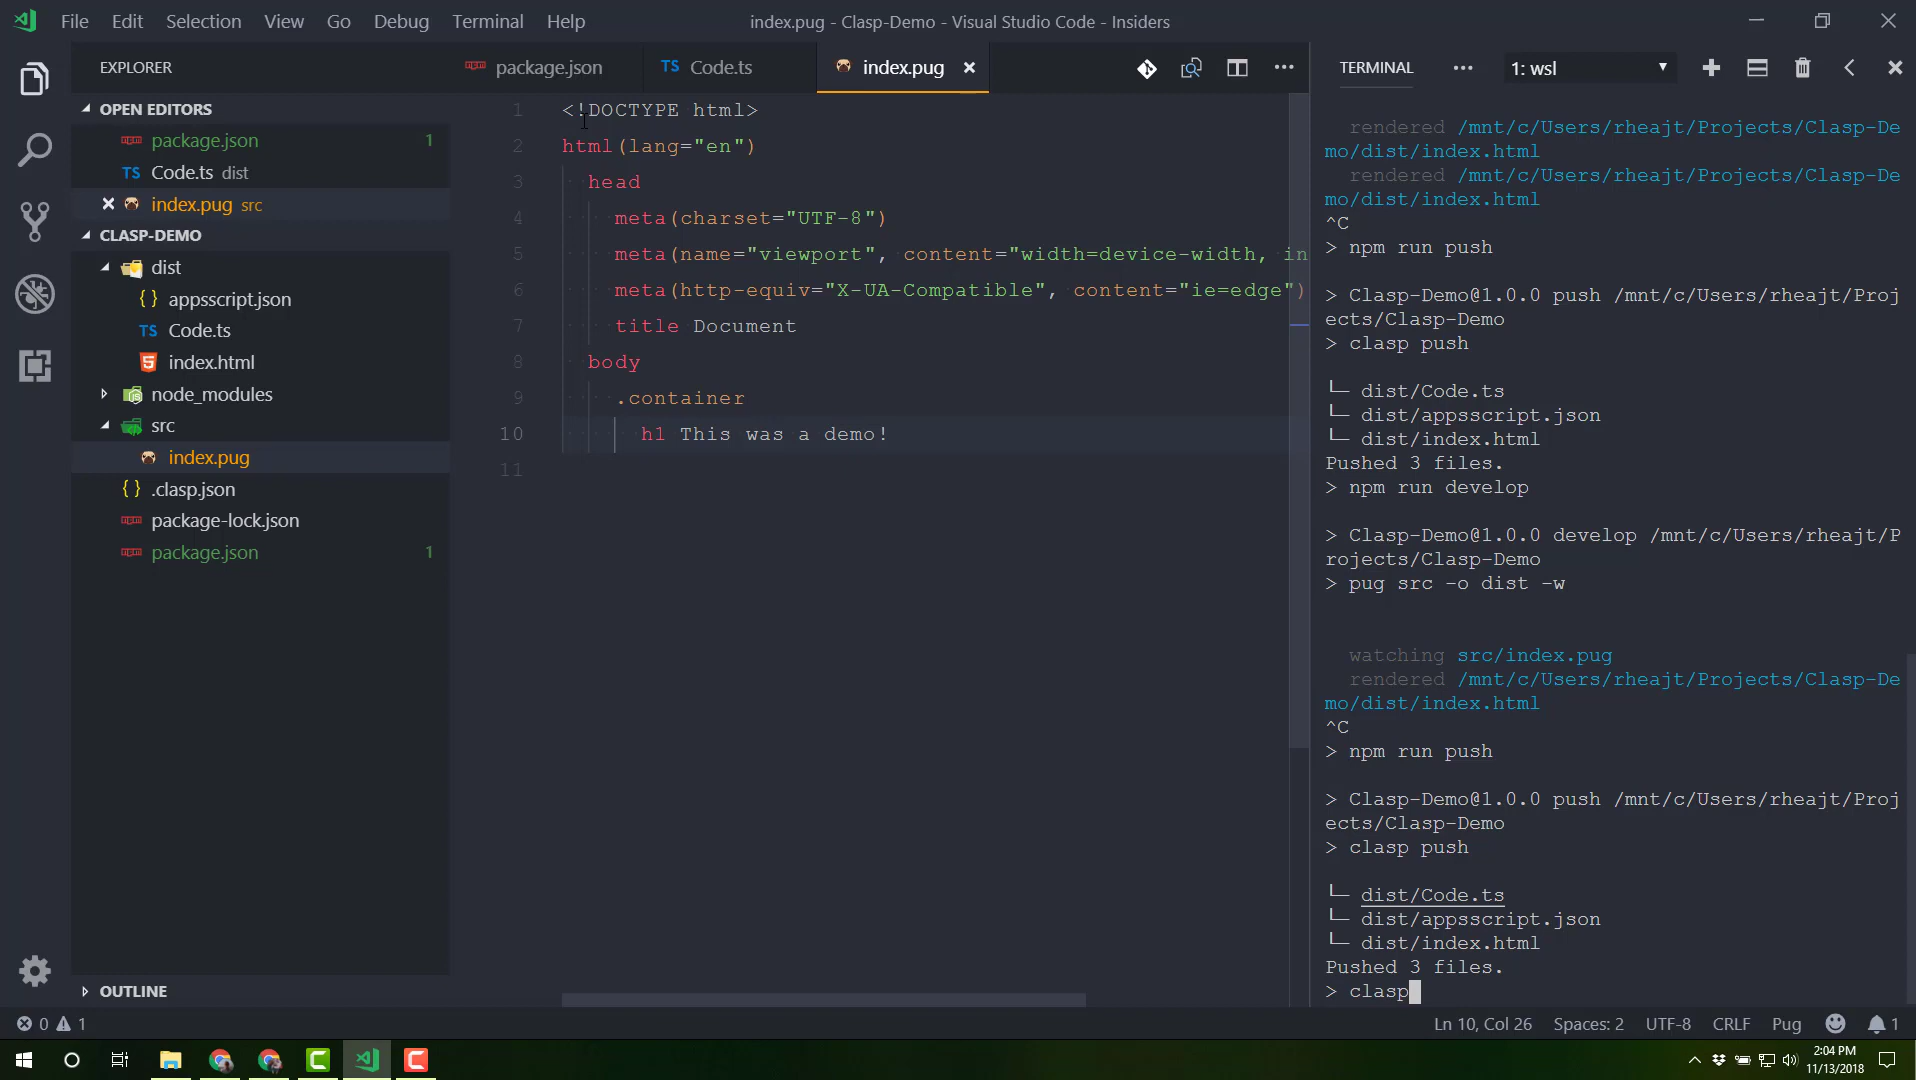 File Edit Selection View Go Debug Terminal Help
index.pug - Clasp-Demo - Visual Studio Code - Insiders
EXPLORER
OPEN EDITORS
package.json 1
TS Code.ts dist
index.pug src
CLASP-DEMO
dist
{ } appsscript.json
TS Code.ts
index.html
node_modules
src
index.pug
{ } .clasp.json
package-lock.json
package.json 1
OUTLINE
package.json TS Code.ts index.pug
1 <!DOCTYPE html>
2 html(lang="en")
3 head
4 meta(charset="UTF-8")
5 meta(name="viewport", content="width=device-width, in
6 meta(http-equiv="X-UA-Compatible", content="ie=edge")
7 title Document
8 body
9 .container
10 h1 This was a demo!
11
TERMINAL 1: wsl
rendered /mnt/c/Users/rheajt/Projects/Clasp-De
mo/dist/index.html
rendered /mnt/c/Users/rheajt/Projects/Clasp-De
mo/dist/index.html
^C
> npm run push
> Clasp-Demo@1.0.0 push /mnt/c/Users/rheajt/Proj
ects/Clasp-Demo
> clasp push
└─ dist/Code.ts
└─ dist/appsscript.json
└─ dist/index.html
Pushed 3 files.
> npm run develop
> Clasp-Demo@1.0.0 develop /mnt/c/Users/rheajt/P
rojects/Clasp-Demo
> pug src -o dist -w
watching src/index.pug
rendered /mnt/c/Users/rheajt/Projects/Clasp-De
mo/dist/index.html
^C
> npm run push
> Clasp-Demo@1.0.0 push /mnt/c/Users/rheajt/Proj
ects/Clasp-Demo
> clasp push
└─ dist/Code.ts
└─ dist/appsscript.json
└─ dist/index.html
Pushed 3 files.
> clasp
0 1 Ln 10, Col 26 Spaces: 2 UTF-8 CRLF Pug 1
2:04 PM
11/13/2018